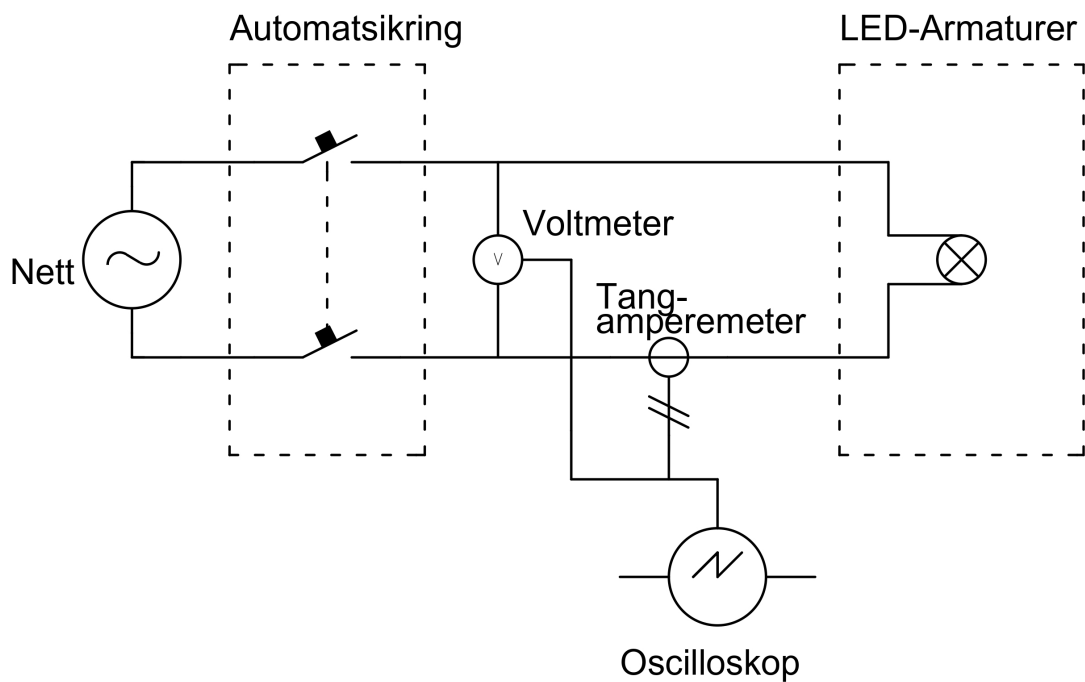 Automatsikring
LED-Armaturer
Voltmeter
V
Nett
Tang-
amperemeter
Oscilloskop